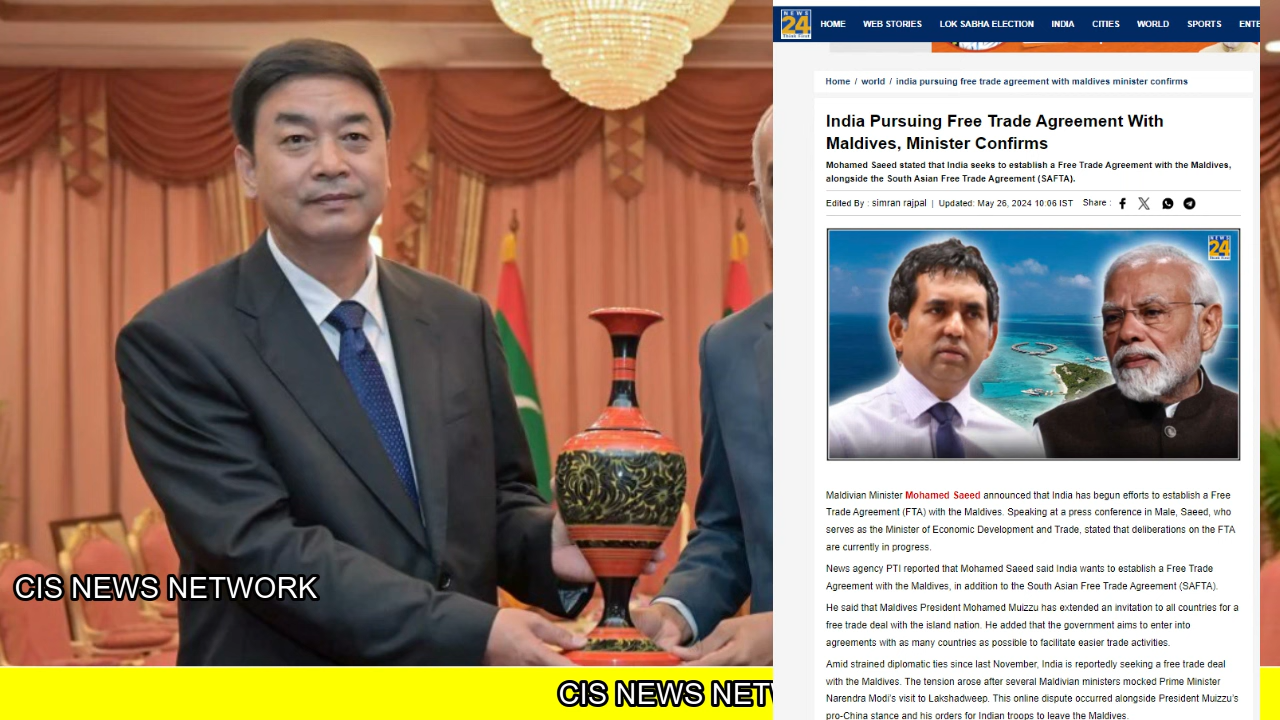 NEWS
24
Think First
HOME WEB STORIES LOK SABHA ELECTION INDIA CITIES WORLD SPORTS ENTE
Home / world / india pursuing free trade agreement with maldives minister confirms
India Pursuing Free Trade Agreement With
Maldives, Minister Confirms
Mohamed Saeed stated that India seeks to establish a Free Trade Agreement with the Maldives,
alongside the South Asian Free Trade Agreement (SAFTA).
Edited By : simran rajpal | Updated: May 26, 2024 10:06 IST Share :
NEWS
24
Think First
Maldivian Minister Mohamed Saeed announced that India has begun efforts to establish a Free
Trade Agreement (FTA) with the Maldives. Speaking at a press conference in Male, Saeed, who
serves as the Minister of Economic Development and Trade, stated that deliberations on the FTA
are currently in progress.
News agency PTI reported that Mohamed Saeed said India wants to establish a Free Trade
Agreement with the Maldives, in addition to the South Asian Free Trade Agreement (SAFTA).
He said that Maldives President Mohamed Muizzu has extended an invitation to all countries for a
free trade deal with the island nation. He added that the government aims to enter into
agreements with as many countries as possible to facilitate easier trade activities.
Amid strained diplomatic ties since last November, India is reportedly seeking a free trade deal
with the Maldives. The tension arose after several Maldivian ministers mocked Prime Minister
Narendra Modi's visit to Lakshadweep. This online dispute occurred alongside President Muizzu's
pro-China stance and his orders for Indian troops to leave the Maldives.
CIS NEWS NETWORK
CIS NEWS NETW